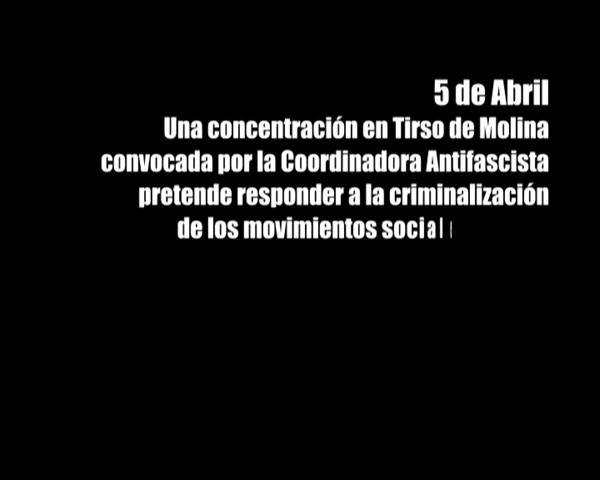 5 de Abril
Una concentración en Tirso de Molina
convocada por la Coordinadora Antifascista
pretende responder a la criminalización
de los movimientos social